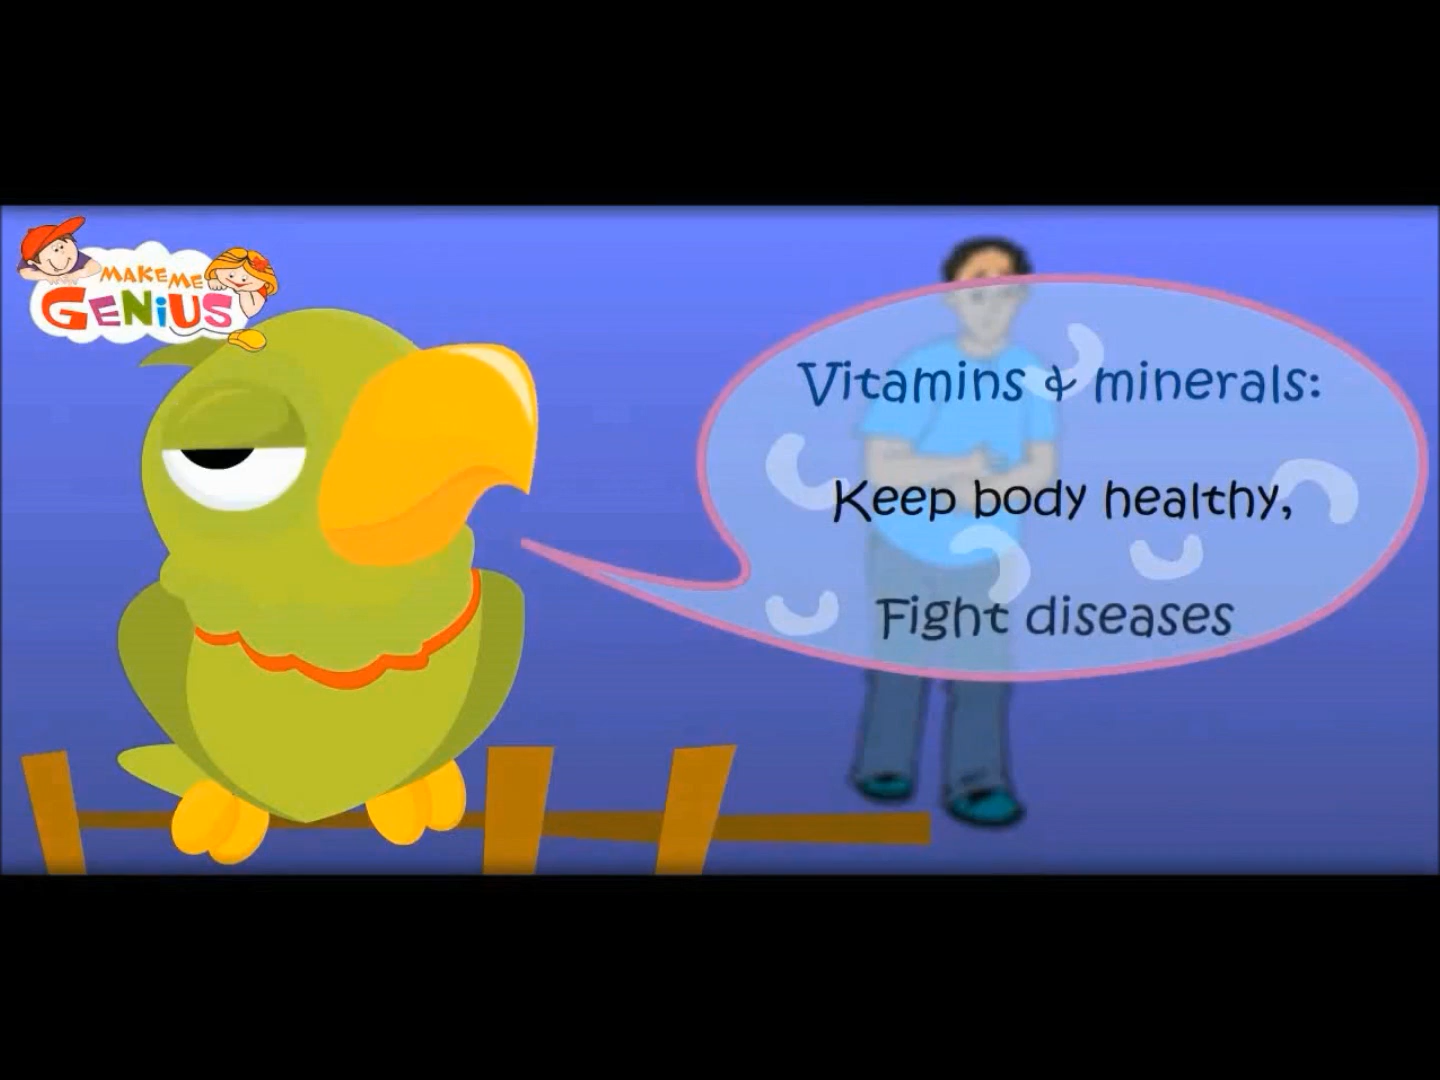 MAKE ME
GENiUS
Vitamins & minerals:
Keep body healthy,
Fight diseases